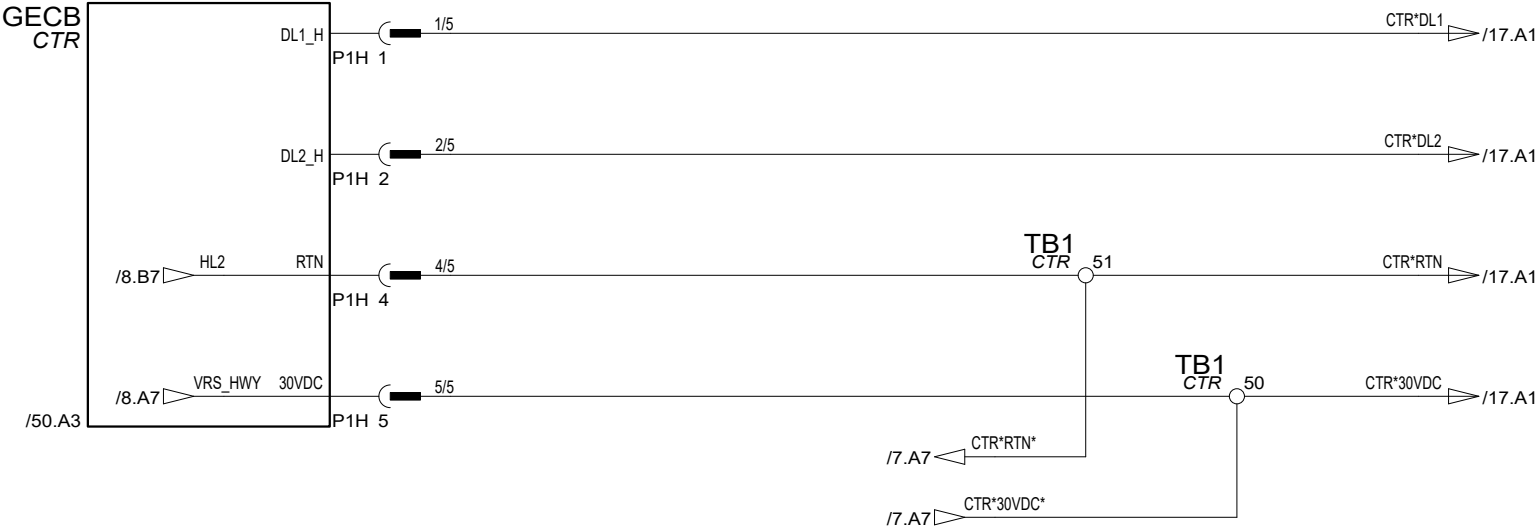 GECB
CTR
DL1_H
P1H 1
1/5
CTR*DL1
/17.A1
DL2_H
P1H 2
2/5
CTR*DL2
/17.A1
/8.B7
HL2
RTN
P1H 4
4/5
TB1
CTR
51
CTR*RTN
/17.A1
/8.A7
VRS_HWY
30VDC
P1H 5
5/5
TB1
CTR
50
CTR*30VDC
/17.A1
/50.A3
/7.A7
CTR*RTN*
/7.A7
CTR*30VDC*